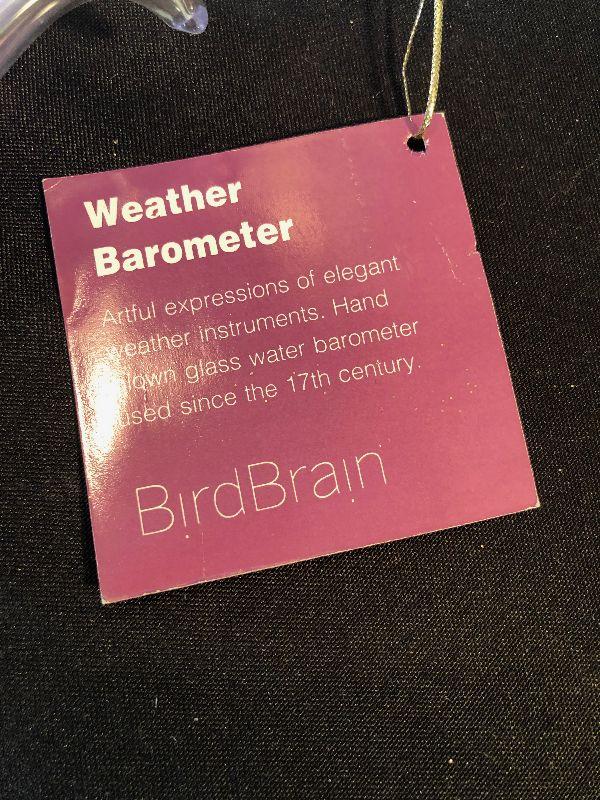 Weather
Barometer
Artful expressions of elegant
weather instruments. Hand
blown glass water barometer
used since the 17th century.
BirdBrain